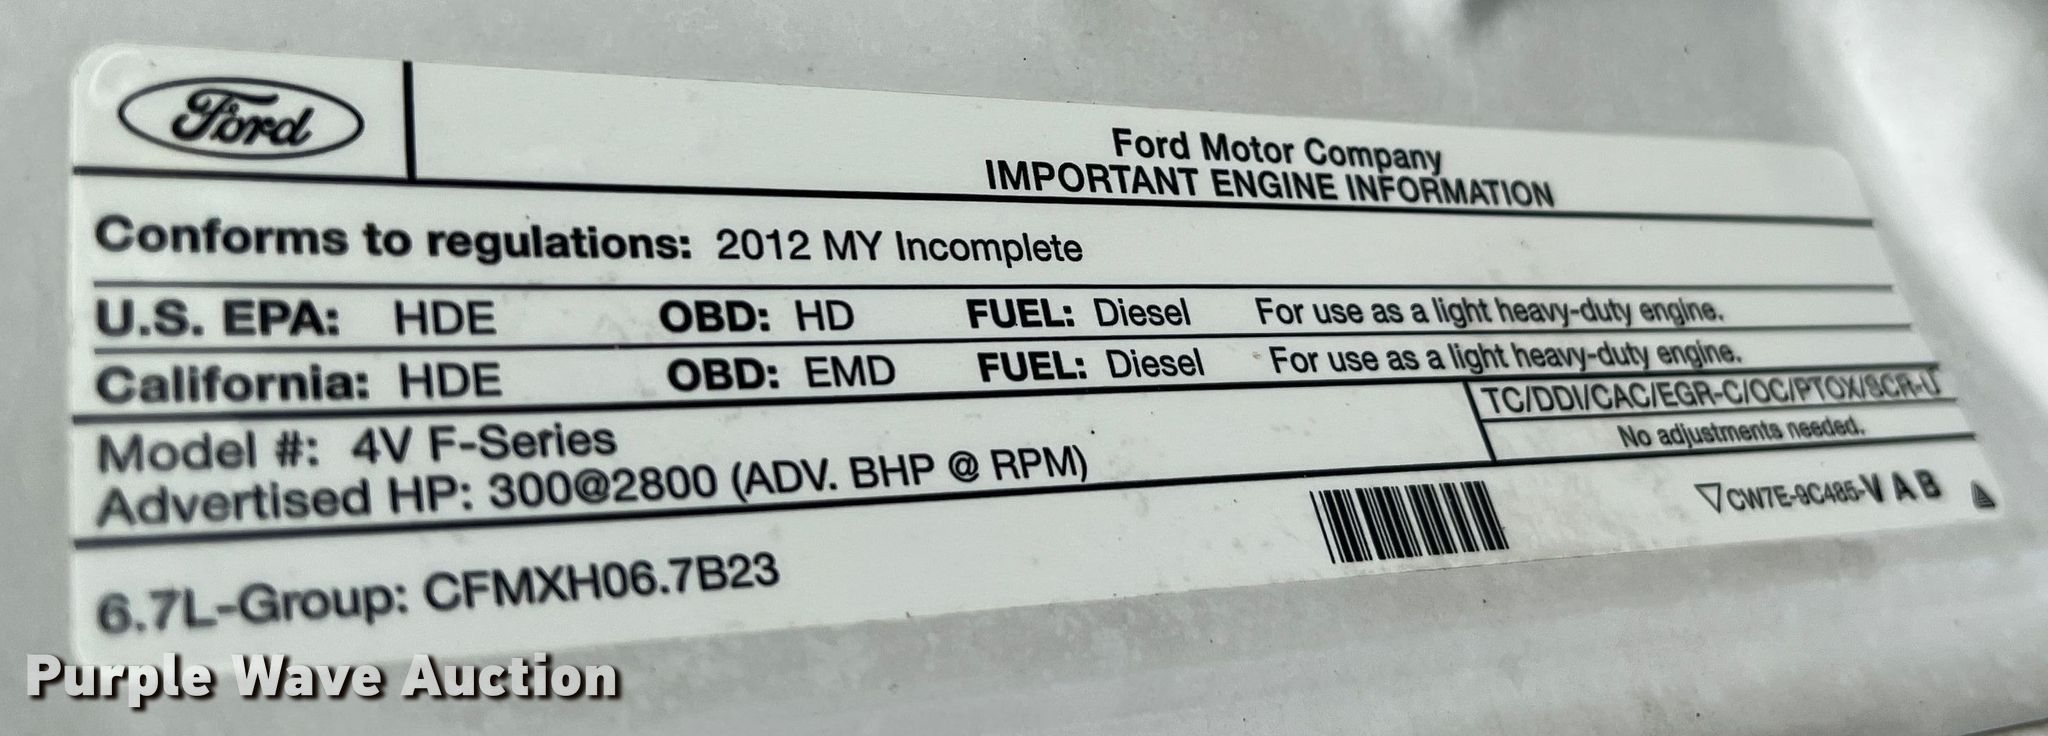 Ford
Ford Motor Company
IMPORTANT ENGINE INFORMATION
Conforms to regulations: 2012 MY Incomplete
U.S. EPA: HDE OBD: HD FUEL: Diesel For use as a light heavy-duty engine.
California: HDE OBD: EMD FUEL: Diesel For use as a light heavy-duty engine.
TC/DDI/CAC/EGR-C/OC/PTOX/SCR-U
No adjustments needed.
Model #: 4V F-Series
Advertised HP: 300@2800 (ADV. BHP @ RPM)
CW7E-9C485-VAB
6.7L-Group: CFMXH06.7B23
Purple Wave Auction